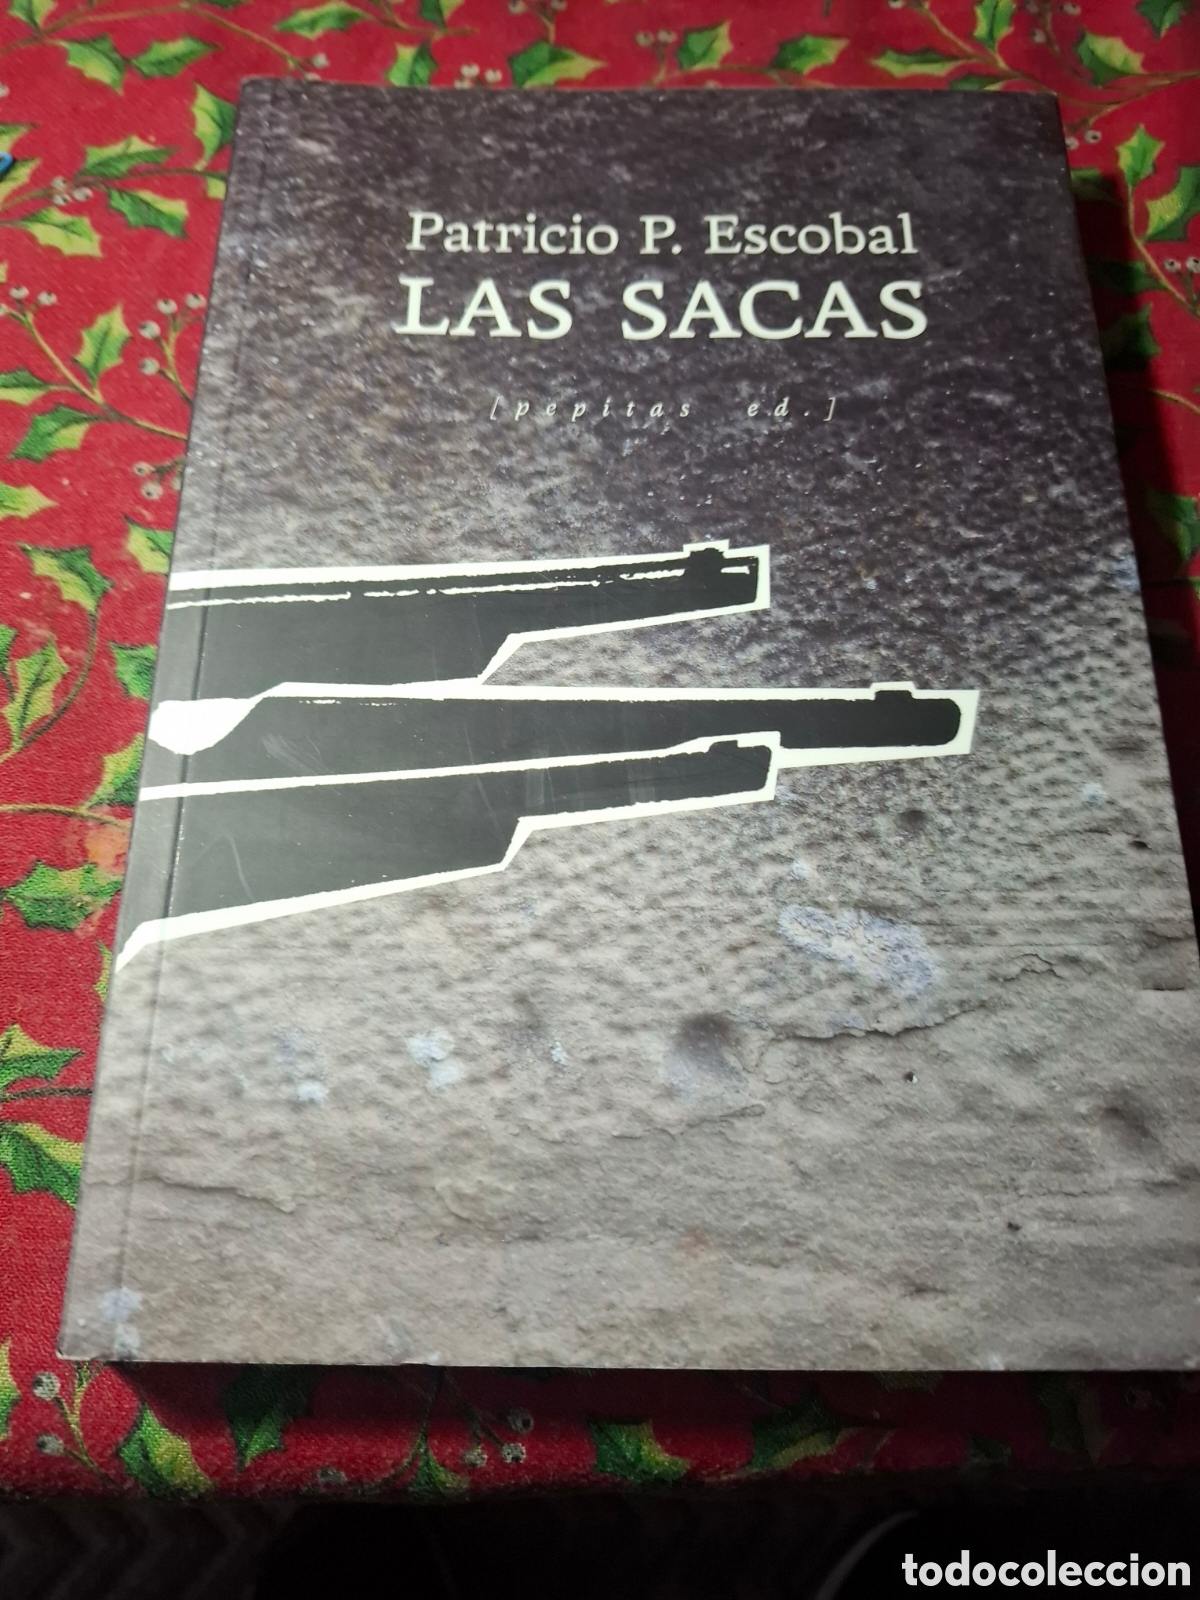 Patricio P. Escobal
LAS SACAS
[pepitas ed.]
todocoleccion